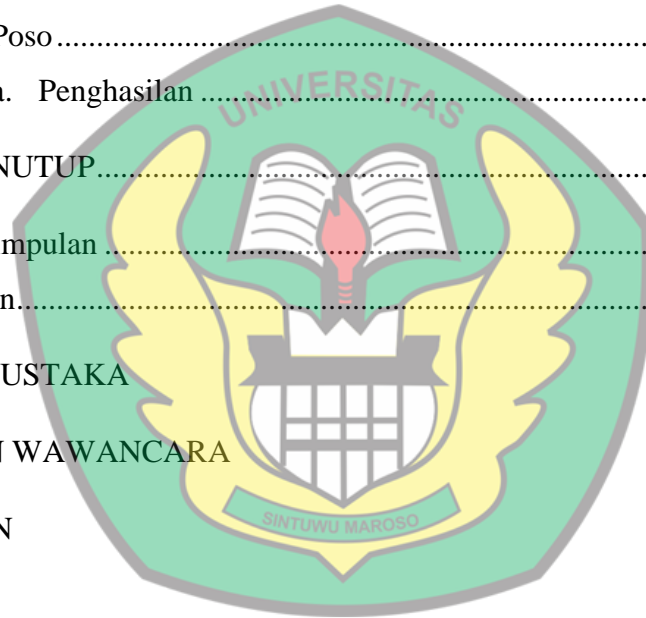 Poso ....................................................................................
a. Penghasilan ................................................................
UNIVERSITAS
NUTUP..............................................................................
mpulan ............................................................................
n........................................................................................
USTAKA
N WAWANCARA
SINTUWU MAROSO
N